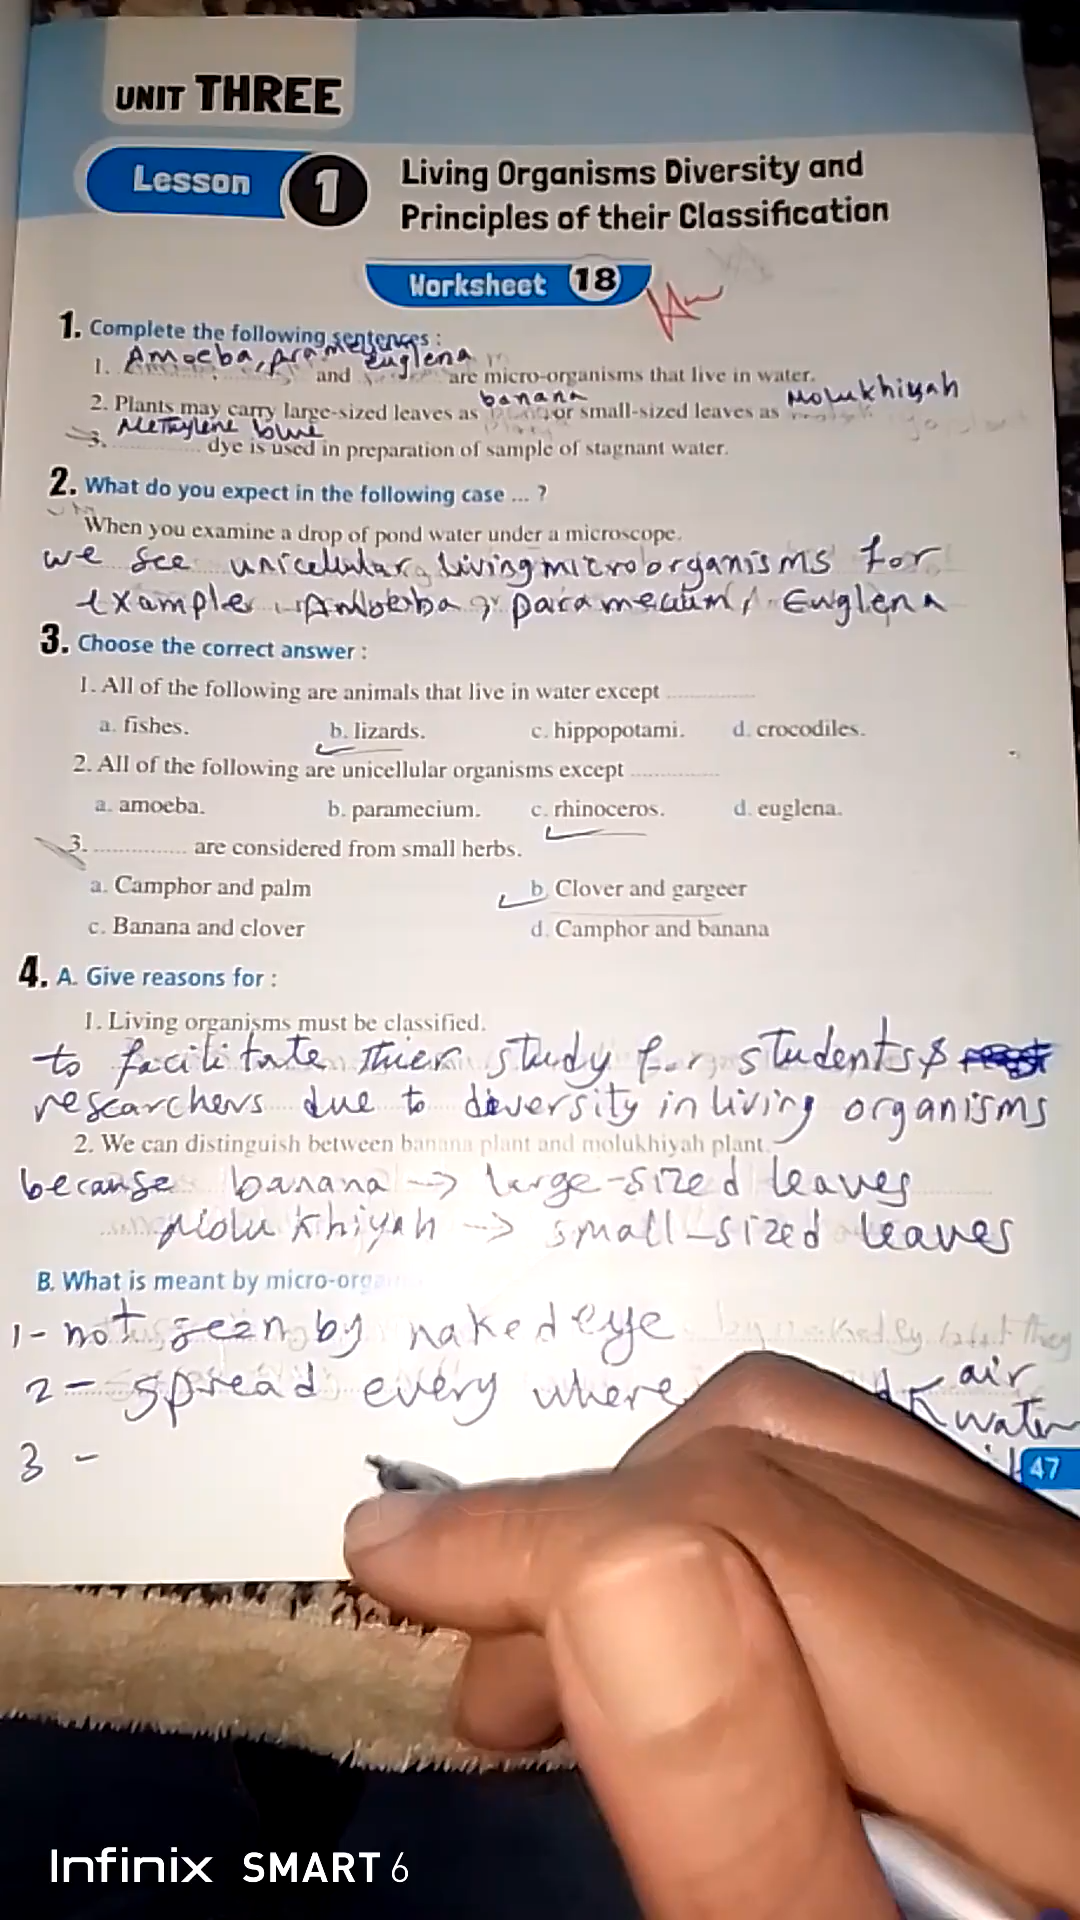 UNIT THREE
Lesson 1
Living Organisms Diversity and
Principles of their Classification
Worksheet 18
1. Complete the following sentences :
Amoeba, euglena
1. and are micro-organisms that live in water.
banana Molukhiyah
2. Plants may carry large-sized leaves as or small-sized leaves as
Methylene blue
3. dye is used in preparation of sample of stagnant water.
2. What do you expect in the following case ... ?
When you examine a drop of pond water under a microscope.
we see unicellular living microorganisms for
example Amoeba, paramecium, Euglena
3. Choose the correct answer :
1. All of the following are animals that live in water except
a. fishes. b. lizards. c. hippopotami. d. crocodiles.
2. All of the following are unicellular organisms except
a. amoeba. b. paramecium. c. rhinoceros. d. euglena.
3. are considered from small herbs.
a. Camphor and palm b. Clover and gargeer
c. Banana and clover d. Camphor and banana
4. A. Give reasons for :
1. Living organisms must be classified.
to facilitate thier study for students &
researchers due to diversity in living organisms
2. We can distinguish between banana plant and molukhiyah plant.
because banana → large-sized leaves
Molukhiyah → small-sized leaves
B. What is meant by micro-orga
1- not seen by naked eye
2- spread every where air
water
3 -
47
Infinix SMART 6